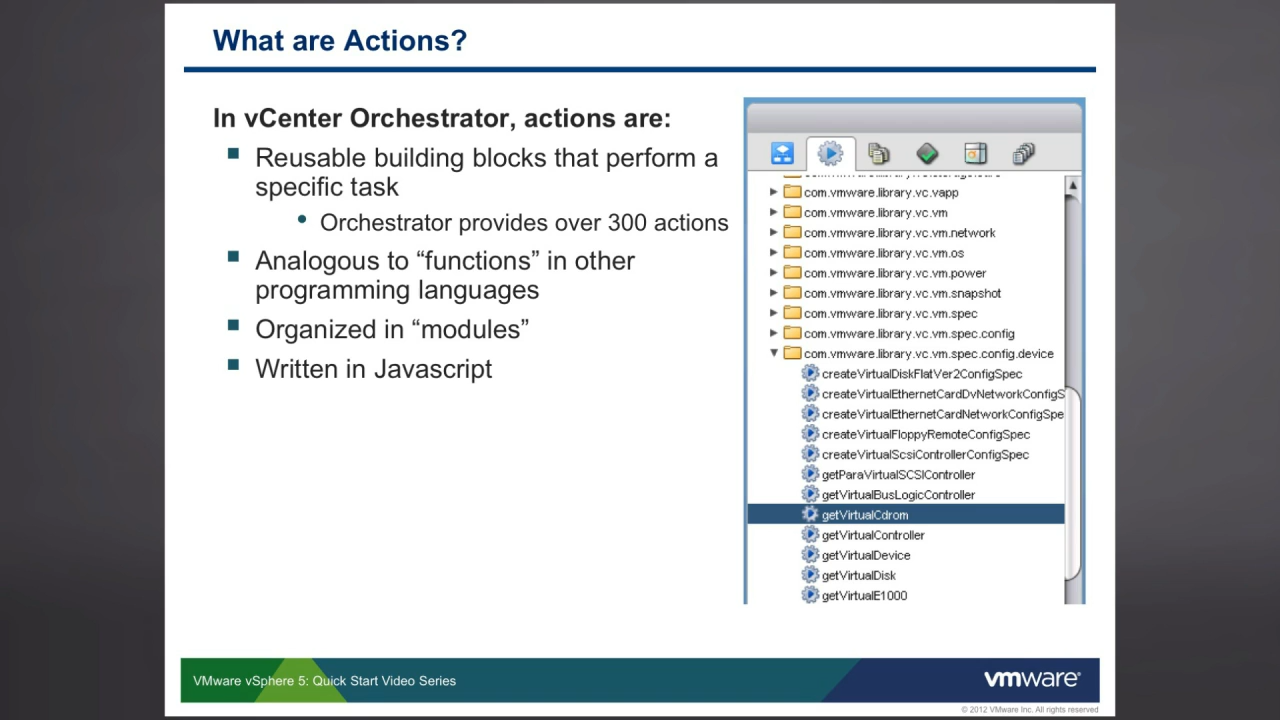 What are Actions?
In vCenter Orchestrator, actions are:
Reusable building blocks that perform a
specific task
Orchestrator provides over 300 actions
Analogous to “functions” in other
programming languages
Organized in “modules”
Written in Javascript
com.vmware.library.vc.vapp
com.vmware.library.vc.vm
com.vmware.library.vc.vm.network
com.vmware.library.vc.vm.os
com.vmware.library.vc.vm.power
com.vmware.library.vc.vm.snapshot
com.vmware.library.vc.vm.spec
com.vmware.library.vc.vm.spec.config
com.vmware.library.vc.vm.spec.config.device
createVirtualDiskFlatVer2ConfigSpec
createVirtualEthernetCardDvNetworkConfigS
createVirtualEthernetCardNetworkConfigSpe
createVirtualFloppyRemoteConfigSpec
createVirtualScsiControllerConfigSpec
getParaVirtualSCSIController
getVirtualBusLogicController
getVirtualCdrom
getVirtualController
getVirtualDevice
getVirtualDisk
getVirtualE1000
VMware vSphere 5: Quick Start Video Series
vmware®
© 2012 VMware Inc. All rights reserved